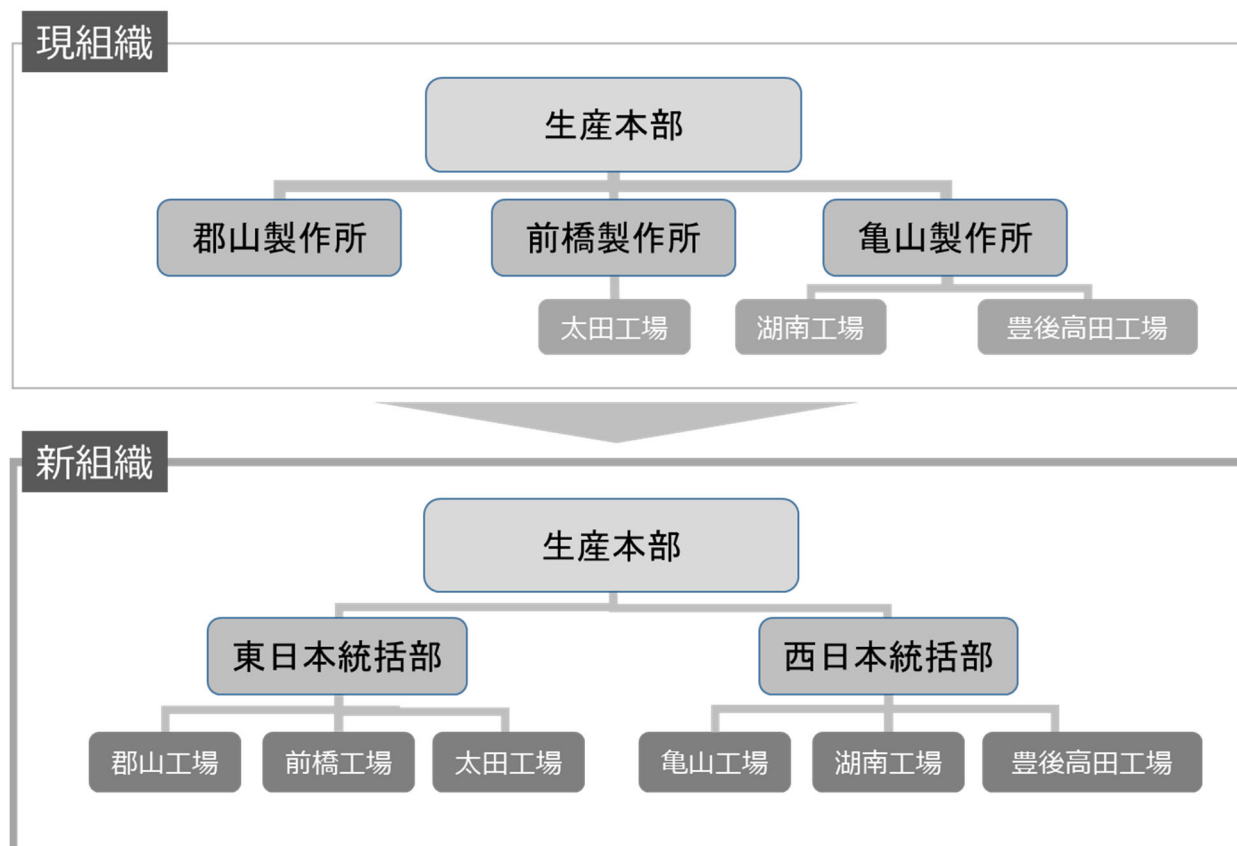 現組織
生産本部
郡山製作所
前橋製作所
亀山製作所
太田工場
湖南工場
豊後高田工場
新組織
生産本部
東日本統括部
西日本統括部
郡山工場
前橋工場
太田工場
亀山工場
湖南工場
豊後高田工場